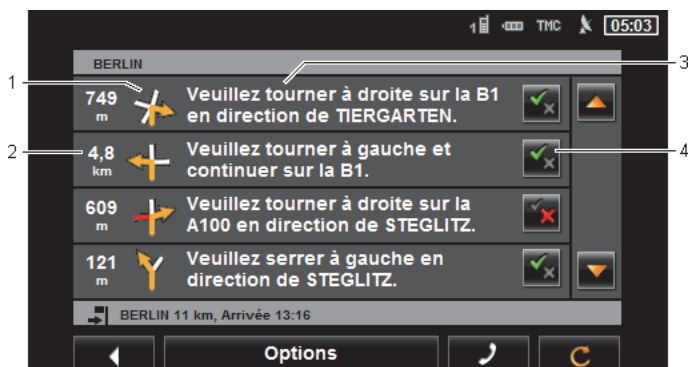 1 TMC 05:03
BERLIN
1
3
749 m
Veuillez tourner à droite sur la B1
en direction de TIERGARTEN.
2
4,8 km
Veuillez tourner à gauche et
continuer sur la B1.
4
609 m
Veuillez tourner à droite sur la
A100 en direction de STEGLITZ.
121 m
Veuillez serrer à gauche en
direction de STEGLITZ.
BERLIN 11 km, Arrivée 13:16
Options